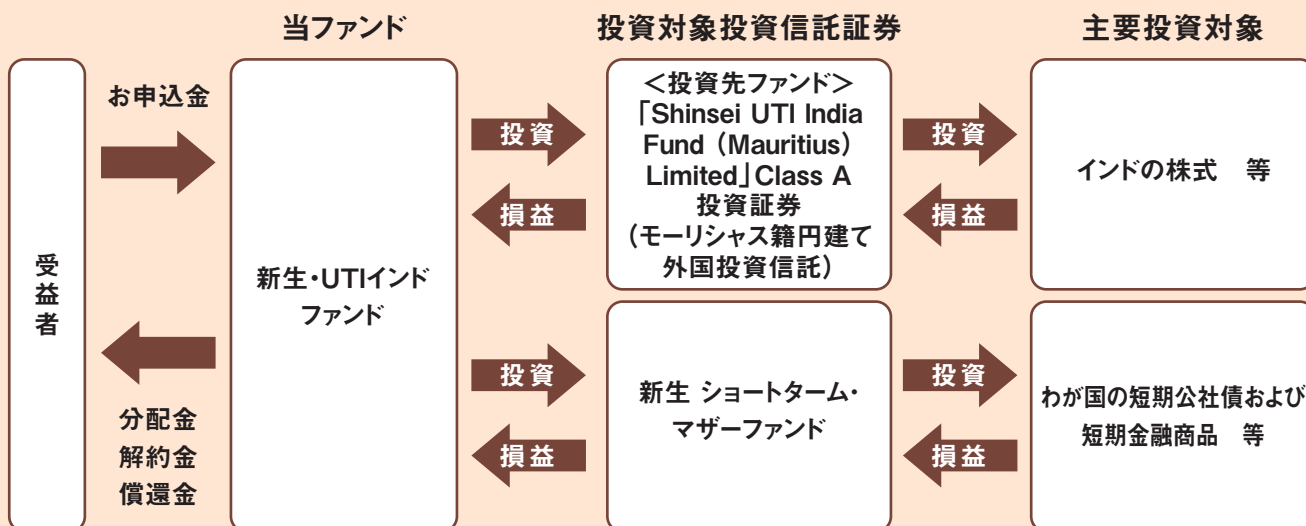 当ファンド
投資対象投資信託証券
主要投資対象
受益者
お申込金
分配金
解約金
償還金
新生・UTIインド
ファンド
投資
損益
<投資先ファンド>
「Shinsei UTI India
Fund (Mauritius)
Limited」Class A
投資証券
(モーリシャス籍円建て
外国投資信託)
投資
損益
インドの株式　等
投資
損益
新生 ショートターム・
マザーファンド
投資
損益
わが国の短期公社債および
短期金融商品　等